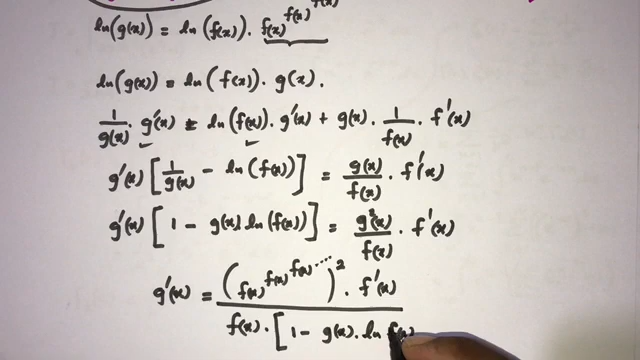 ln(g(x)) = ln(f(x)). f(x)^f(x)^f(x)
ln(g(x)) = ln(f(x)). g(x).
1/g(x) . g'(x) = ln(f(x)). g'(x) + g(x). 1/f(x) . f'(x)
g'(x) [1/g(x) - ln(f(x))] = g(x)/f(x) . f'(x)
g'(x) [1 - g(x) ln(f(x))] = g²(x)/f(x) . f'(x)
g'(x) = (f(x)^f(x)^f(x)^....)² . f'(x)
f(x). [1 - g(x). ln f(x)